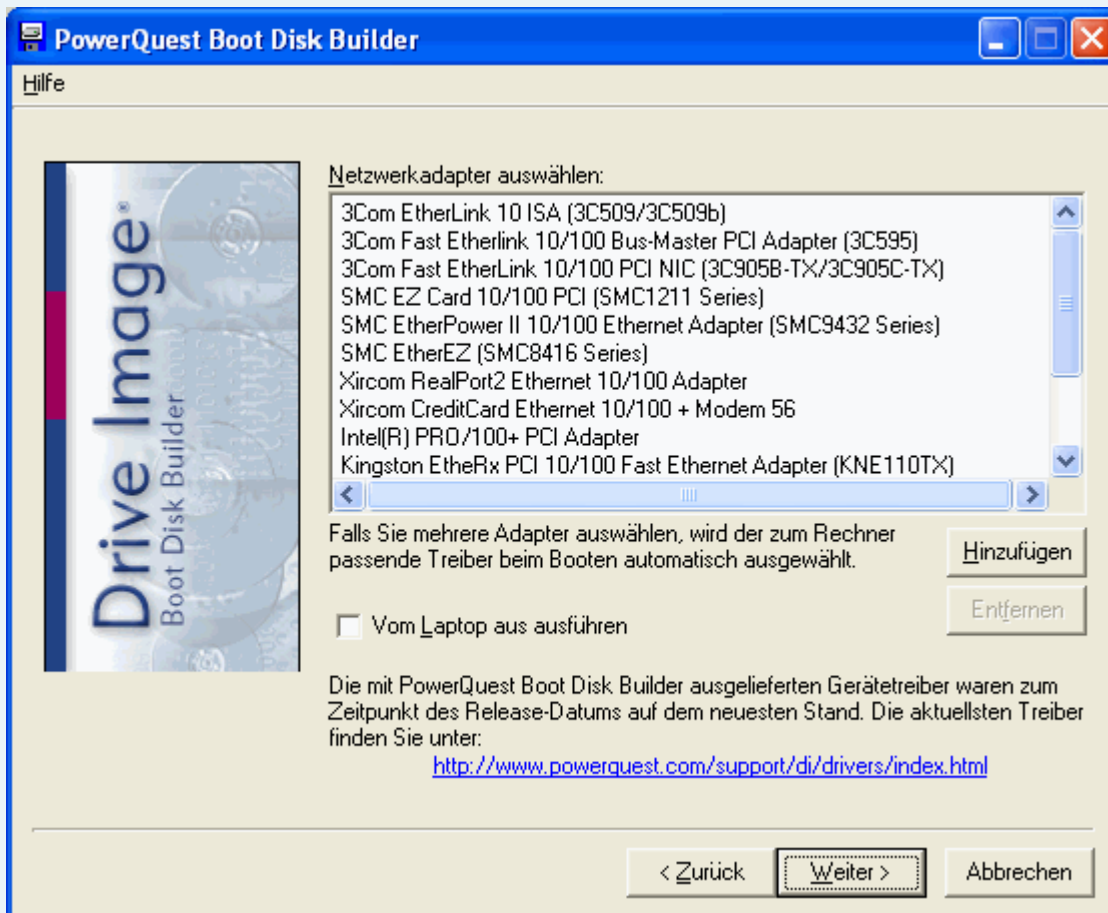 PowerQuest Boot Disk Builder
Hilfe
Drive Image®
Boot Disk Builder
Netzwerkadapter auswählen:
3Com EtherLink 10 ISA (3C509/3C509b)
3Com Fast Etherlink 10/100 Bus-Master PCI Adapter (3C595)
3Com Fast EtherLink 10/100 PCI NIC (3C905B-TX/3C905C-TX)
SMC EZ Card 10/100 PCI (SMC1211 Series)
SMC EtherPower II 10/100 Ethernet Adapter (SMC9432 Series)
SMC EtherEZ (SMC8416 Series)
Xircom RealPort2 Ethernet 10/100 Adapter
Xircom CreditCard Ethernet 10/100 + Modem 56
Intel(R) PRO/100+ PCI Adapter
Kingston EtheRx PCI 10/100 Fast Ethernet Adapter (KNE110TX)
Falls Sie mehrere Adapter auswählen, wird der zum Rechner
passende Treiber beim Booten automatisch ausgewählt.
Hinzufügen
Entfernen
Vom Laptop aus ausführen
Die mit PowerQuest Boot Disk Builder ausgelieferten Gerätetreiber waren zum
Zeitpunkt des Release-Datums auf dem neuesten Stand. Die aktuellsten Treiber
finden Sie unter:
http://www.powerquest.com/support/di/drivers/index.html
< Zurück
Weiter >
Abbrechen